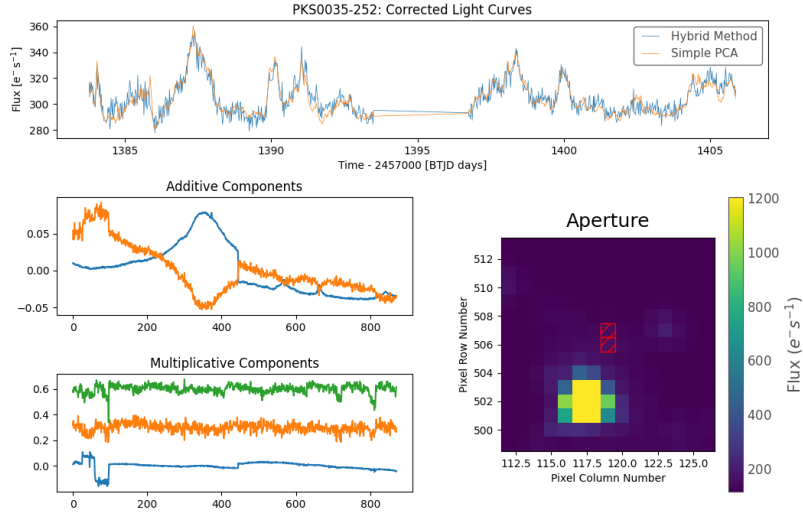 PKS0035-252: Corrected Light Curves
Flux [e⁻ s⁻¹]
360
340
320
300
280
Hybrid Method
Simple PCA
1385 1390 1395 1400 1405
Time - 2457000 [BTJD days]
Additive Components
0.05
0.00
−0.05
0 200 400 600 800
Multiplicative Components
0.6
0.4
0.2
0.0
0 200 400 600 800
Aperture
Pixel Row Number
512
510
508
506
504
502
500
112.5 115.0 117.5 120.0 122.5 125.0
Pixel Column Number
1200
1000
800
600
400
200
Flux (e⁻s⁻¹)